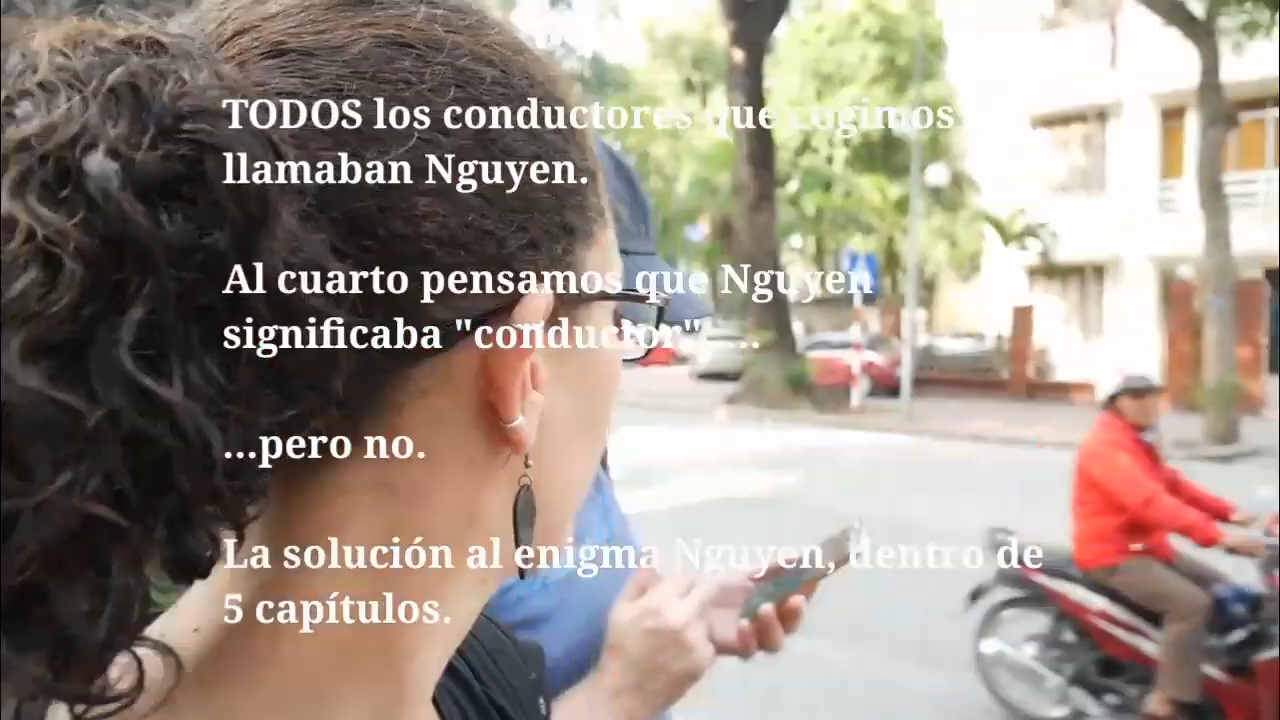 TODOS los conductores que cogimos
llamaban Nguyen.
Al cuarto pensamos que Nguyen
significaba "conductor"....
...pero no.
La solución al enigma Nguyen, dentro de
5 capítulos.